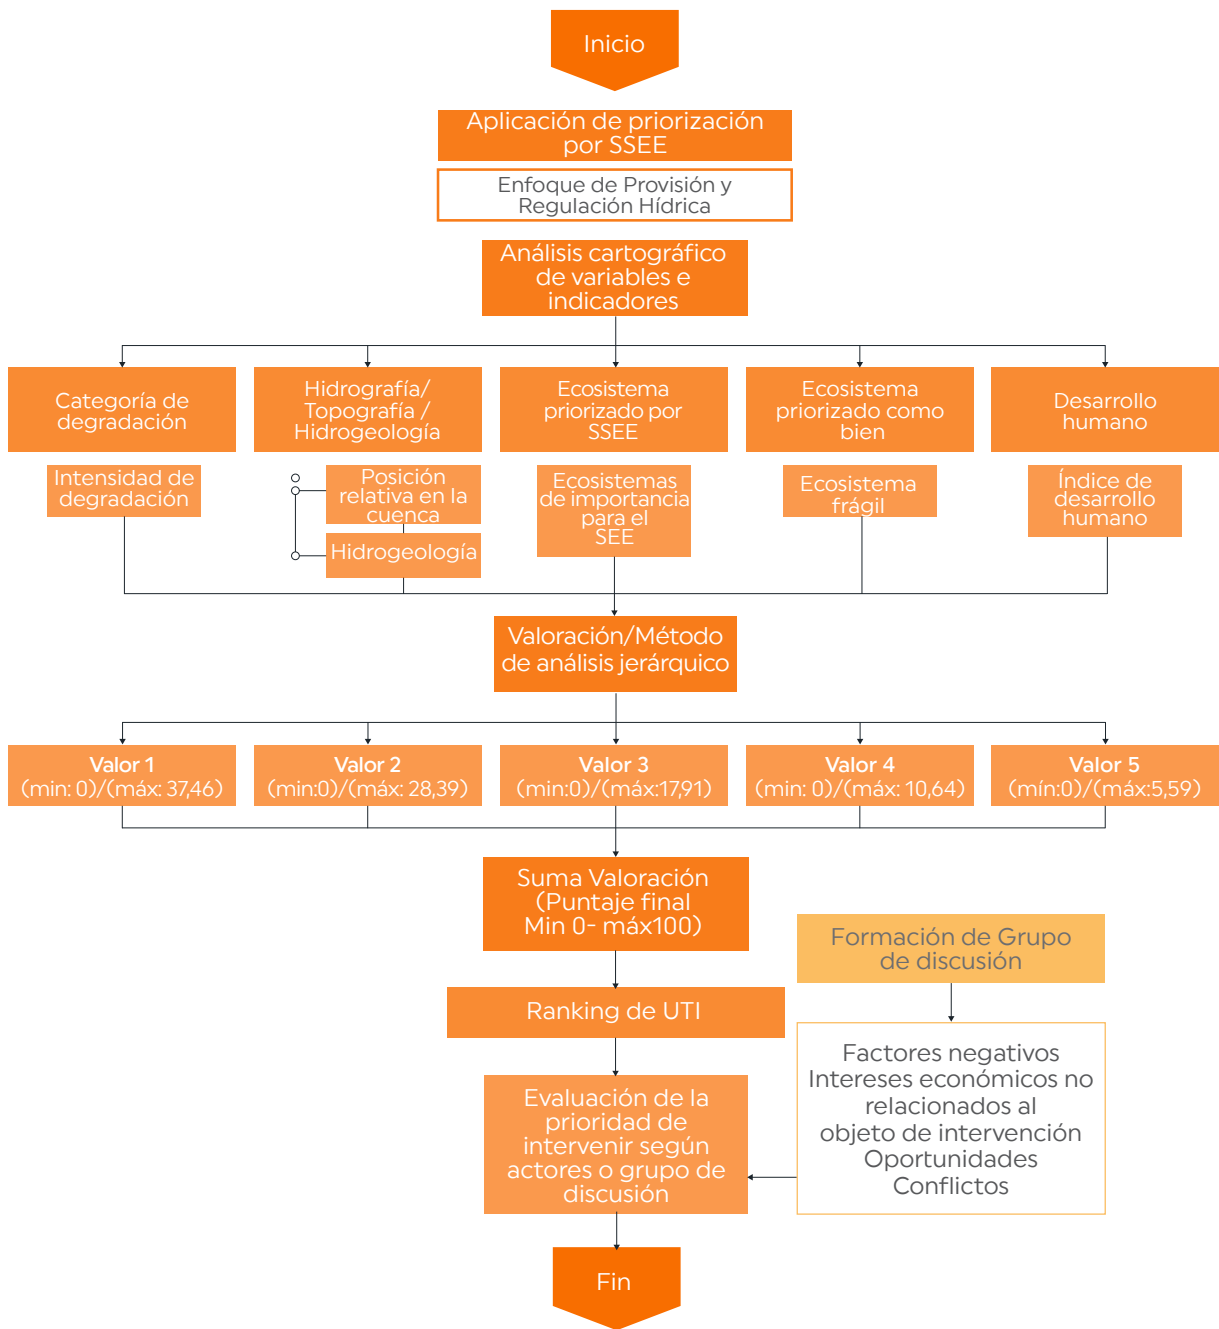 Inicio
Aplicación de priorización
por SSEE
Enfoque de Provisión y
Regulación Hídrica
Análisis cartográfico
de variables e
indicadores
Categoría de
degradación
Hidrografía/
Topografía /
Hidrogeología
Ecosistema
priorizado por
SSEE
Ecosistema
priorizado como
bien
Desarrollo
humano
Intensidad de
degradación
Posición
relativa en la
cuenca
Hidrogeología
Ecosistemas
de importancia
para el
SEE
Ecosistema
frágil
Índice de
desarrollo
humano
Valoración/Método
de análisis jerárquico
Valor 1
(min: 0)/(máx: 37,46)
Valor 2
(min:0)/(máx: 28,39)
Valor 3
(min:0)/(máx:17,91)
Valor 4
(min: 0)/(máx: 10,64)
Valor 5
(mín:0)/(máx:5,59)
Suma Valoración
(Puntaje final
Min 0- máx100)
Formación de Grupo
de discusión
Ranking de UTI
Factores negativos
Intereses económicos no
relacionados al
objeto de intervención
Oportunidades
Conflictos
Evaluación de la
prioridad de
intervenir según
actores o grupo de
discusión
Fin